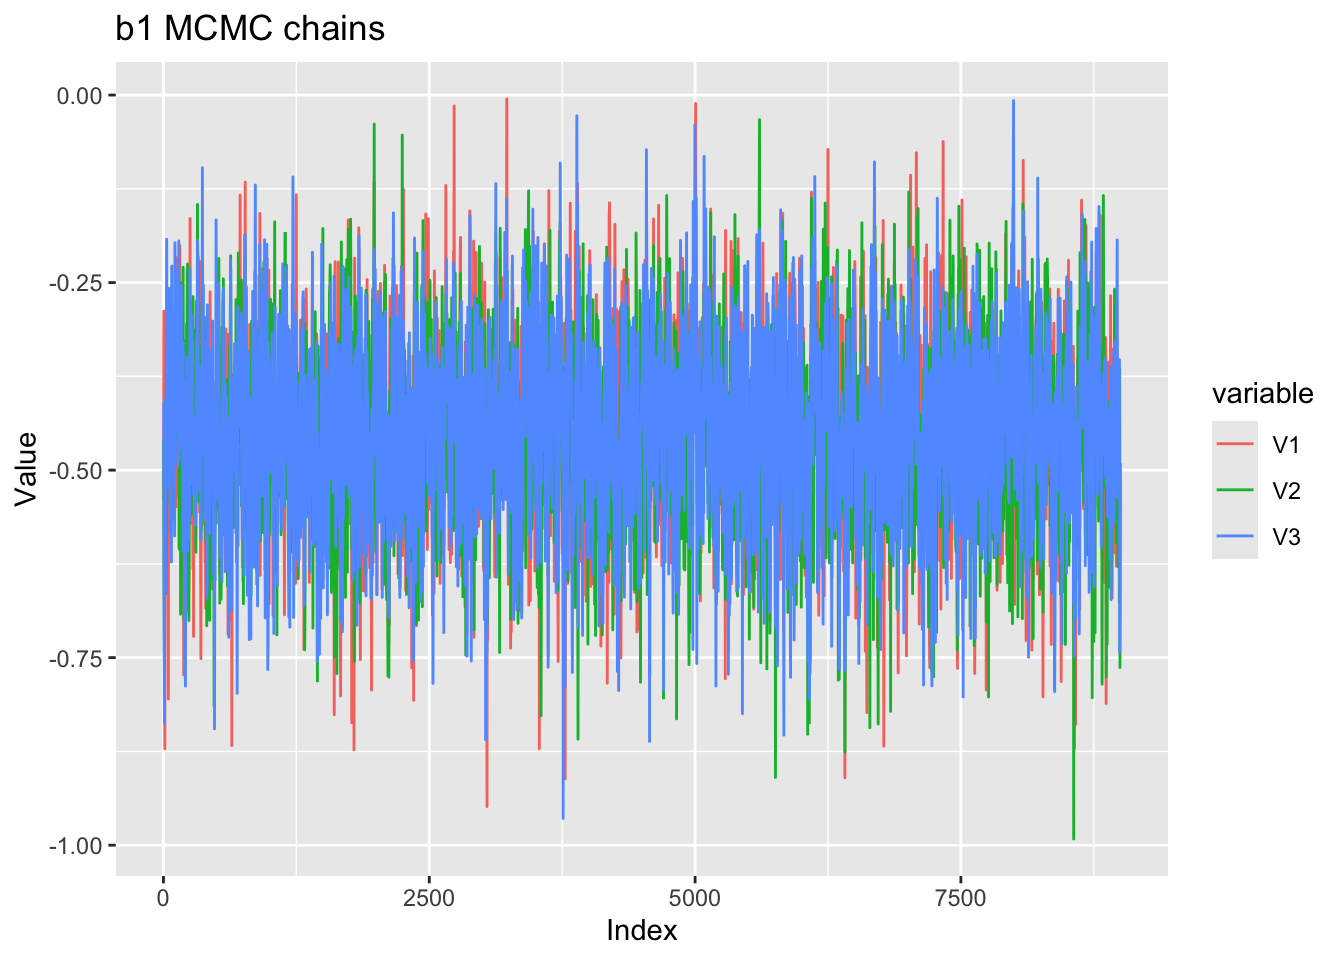 b1 MCMC chains
0.00
-0.25
-0.50
-0.75
-1.00
Value
0 2500 5000 7500
Index
variable
V1
V2
V3